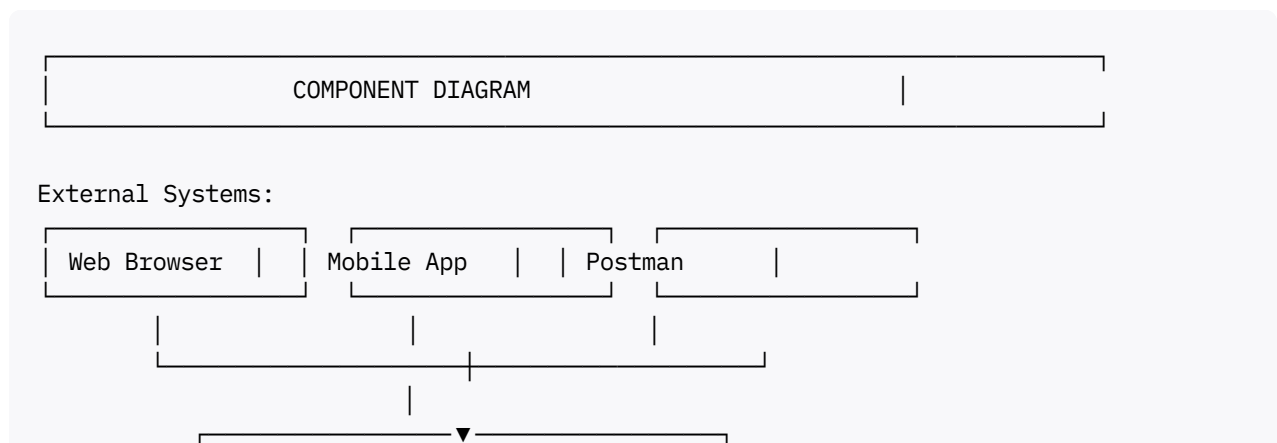 COMPONENT DIAGRAM
External Systems:
Web Browser Mobile App Postman